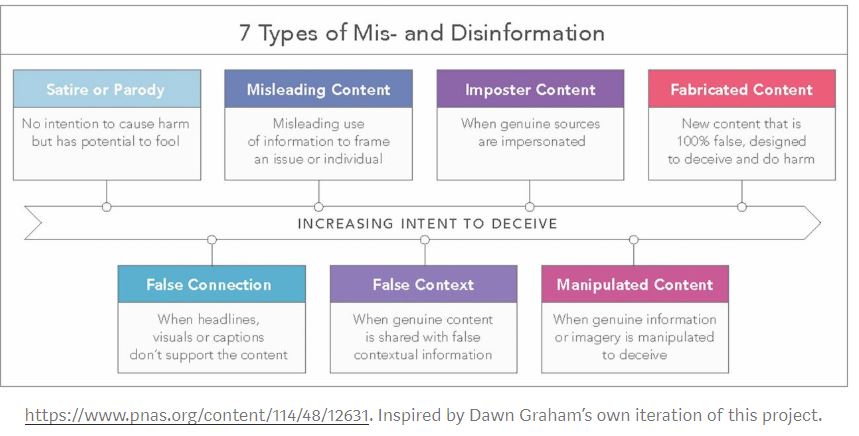 7 Types of Mis- and Disinformation
Satire or Parody
No intention to cause harm
but has potential to fool
Misleading Content
Misleading use
of information to frame
an issue or individual
Imposter Content
When genuine sources
are impersonated
Fabricated Content
New content that is
100% false, designed
to deceive and do harm
INCREASING INTENT TO DECEIVE
False Connection
When headlines,
visuals or captions
don't support the content
False Context
When genuine content
is shared with false
contextual information
Manipulated Content
When genuine information
or imagery is manipulated
to deceive
https://www.pnas.org/content/114/48/12631. Inspired by Dawn Graham's own iteration of this project.